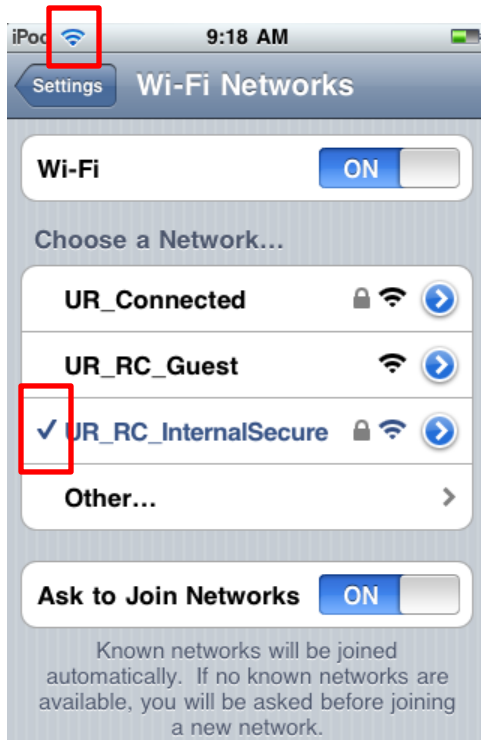 iPod 9:18 AM
Settings Wi-Fi Networks
Wi-Fi ON
Choose a Network...
UR_Connected
UR_RC_Guest
UR_RC_InternalSecure
Other...
Ask to Join Networks ON
Known networks will be joined
automatically. If no known networks are
available, you will be asked before joining
a new network.